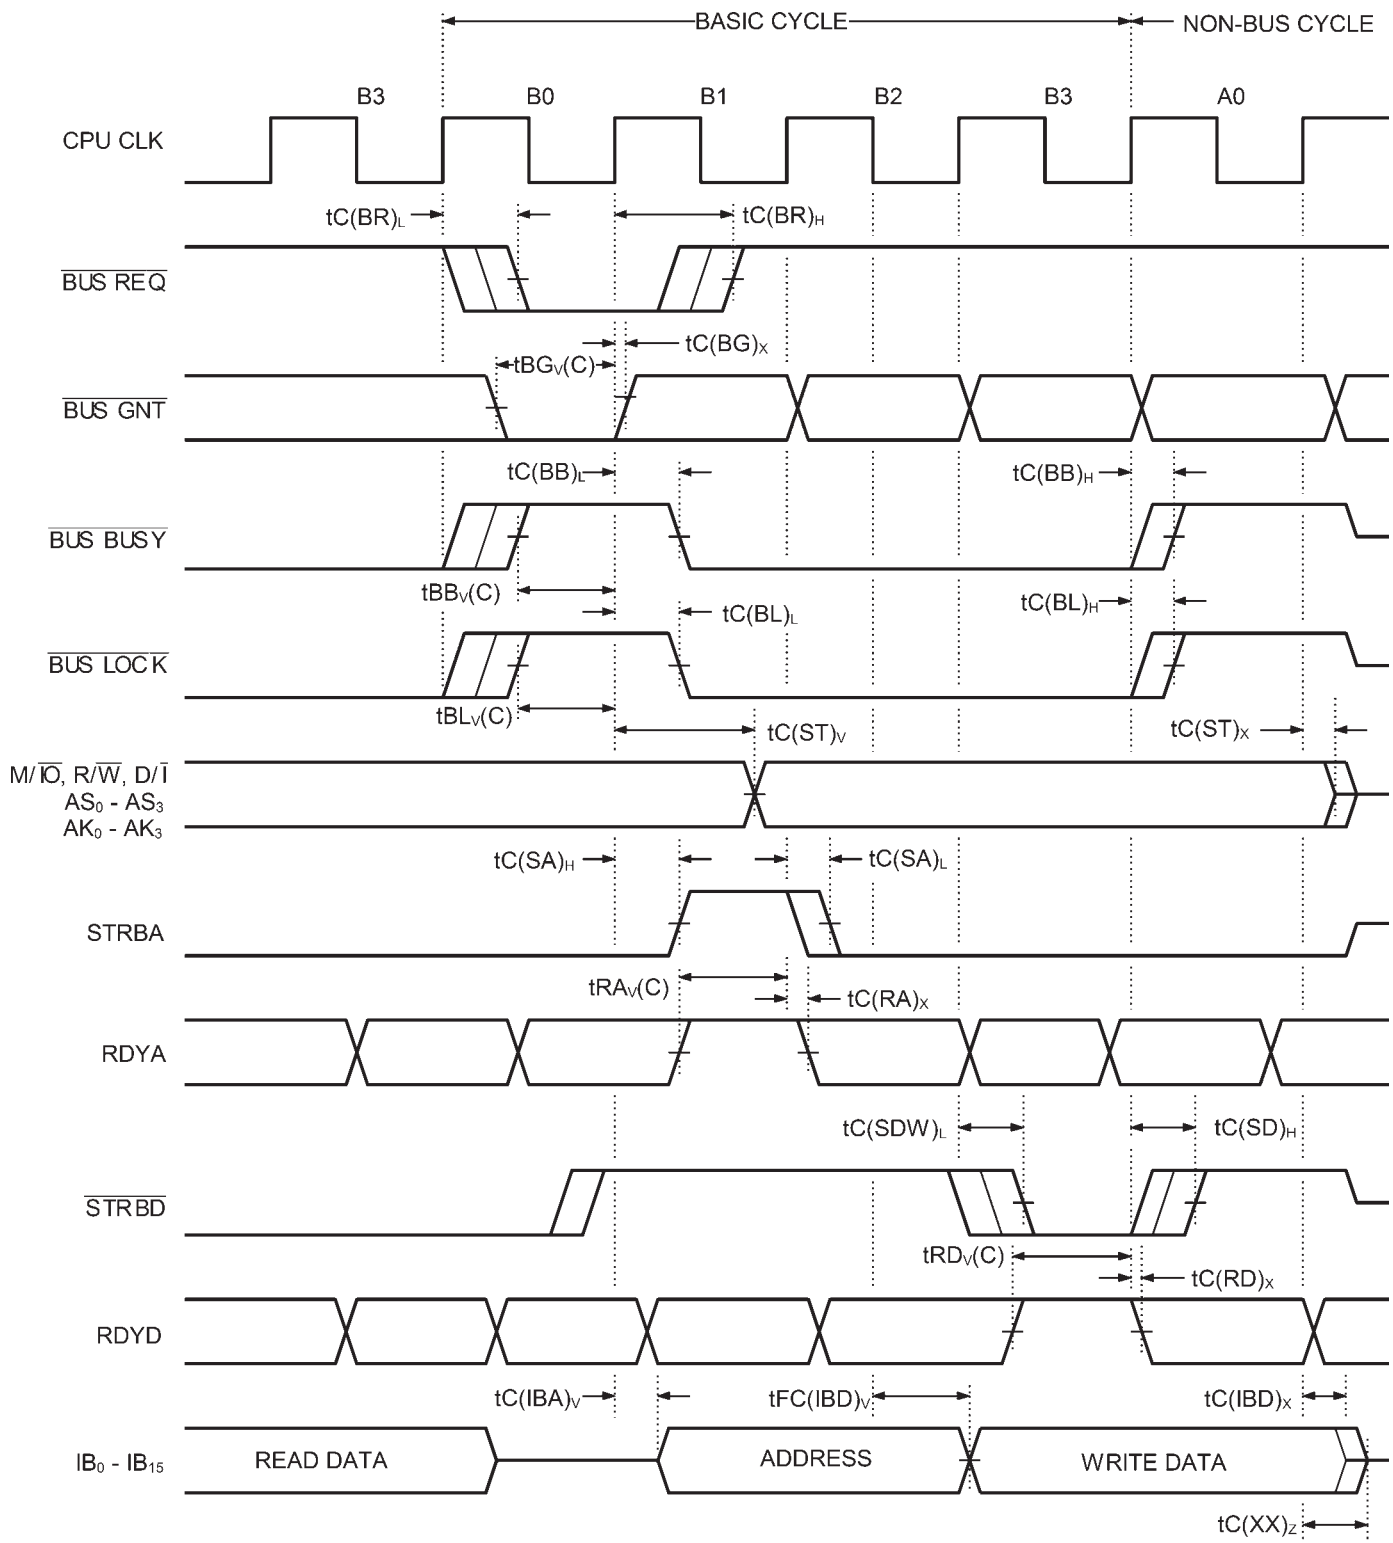 BASIC CYCLE NON-BUS CYCLE
B3 B0 B1 B2 B3 A0
CPU CLK
tC(BR)L tC(BR)H
BUS REQ
tC(BG)X
tBGV(C)
BUS GNT
tC(BB)L tC(BB)H
BUS BUSY
tBBV(C)
tC(BL)L tC(BL)H
BUS LOCK
tBLV(C)
tC(ST)V tC(ST)X
M/IO, R/W, D/I
AS0 - AS3
AK0 - AK3
tC(SA)H tC(SA)L
STRBA
tRAV(C)
tC(RA)X
RDYA
tC(SDW)L tC(SD)H
STRBD
tRDV(C)
tC(RD)X
RDYD
tC(IBA)V tFC(IBD)V tC(IBD)X
IB0 - IB15 READ DATA ADDRESS WRITE DATA
tC(XX)Z